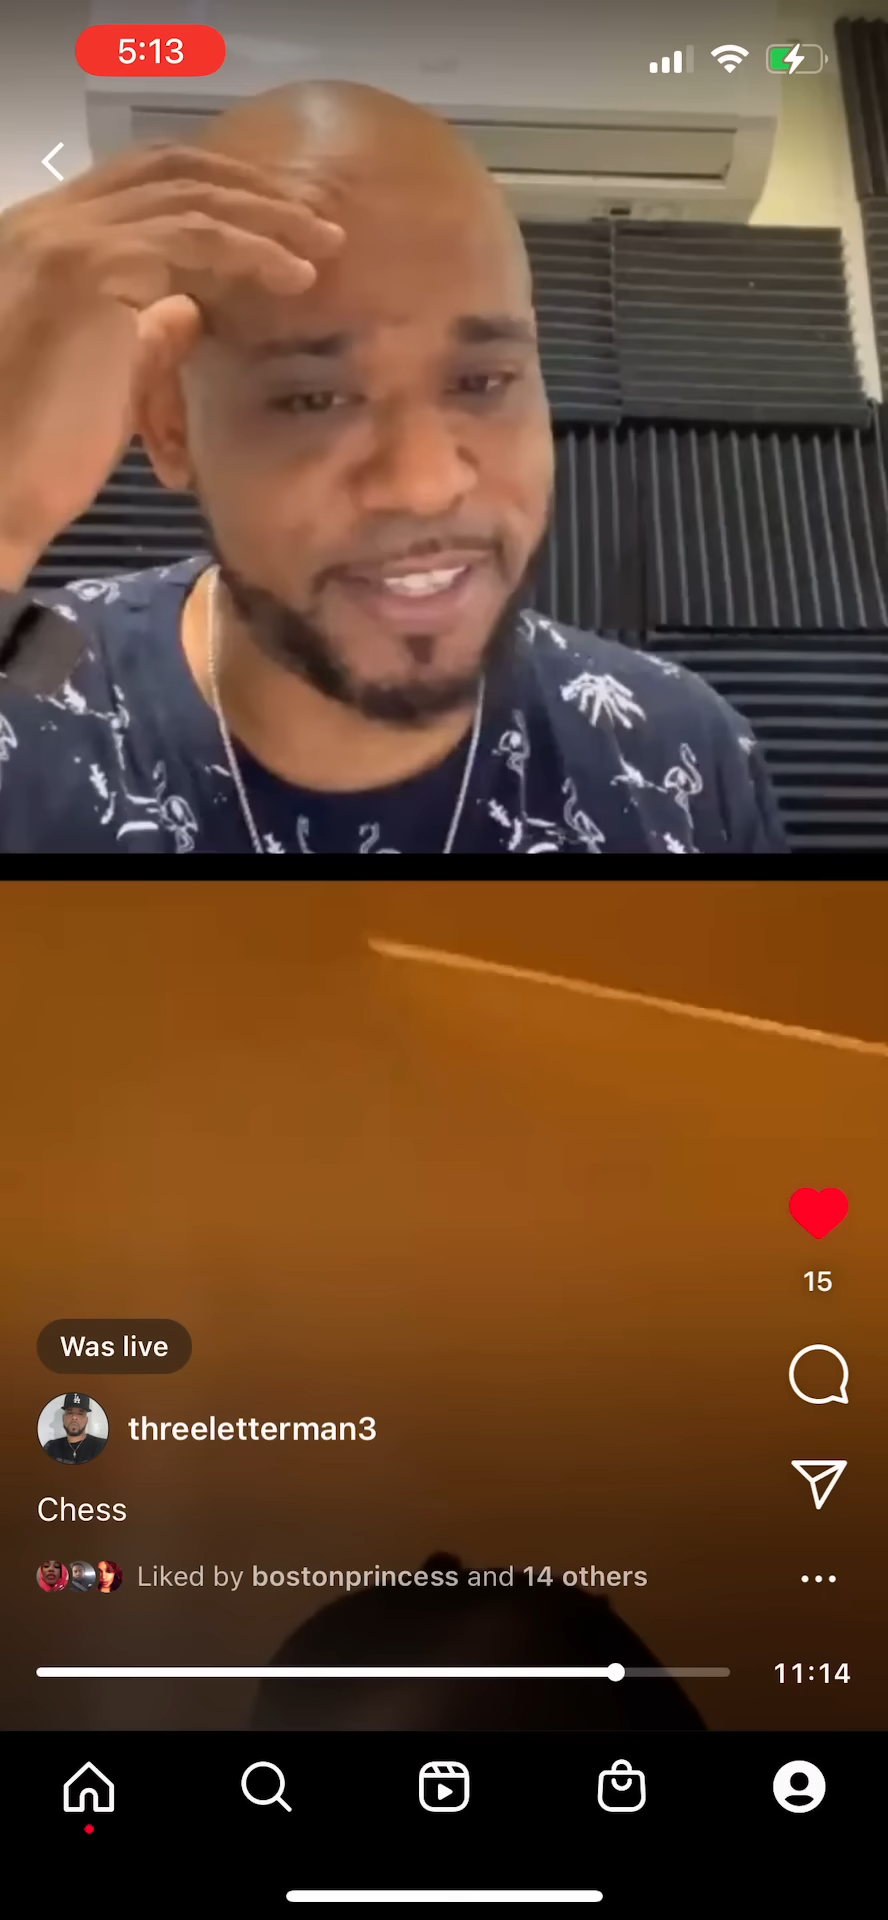 5:13
15
Was live
threeletterman3
Chess
Liked by bostonprincess and 14 others
11:14